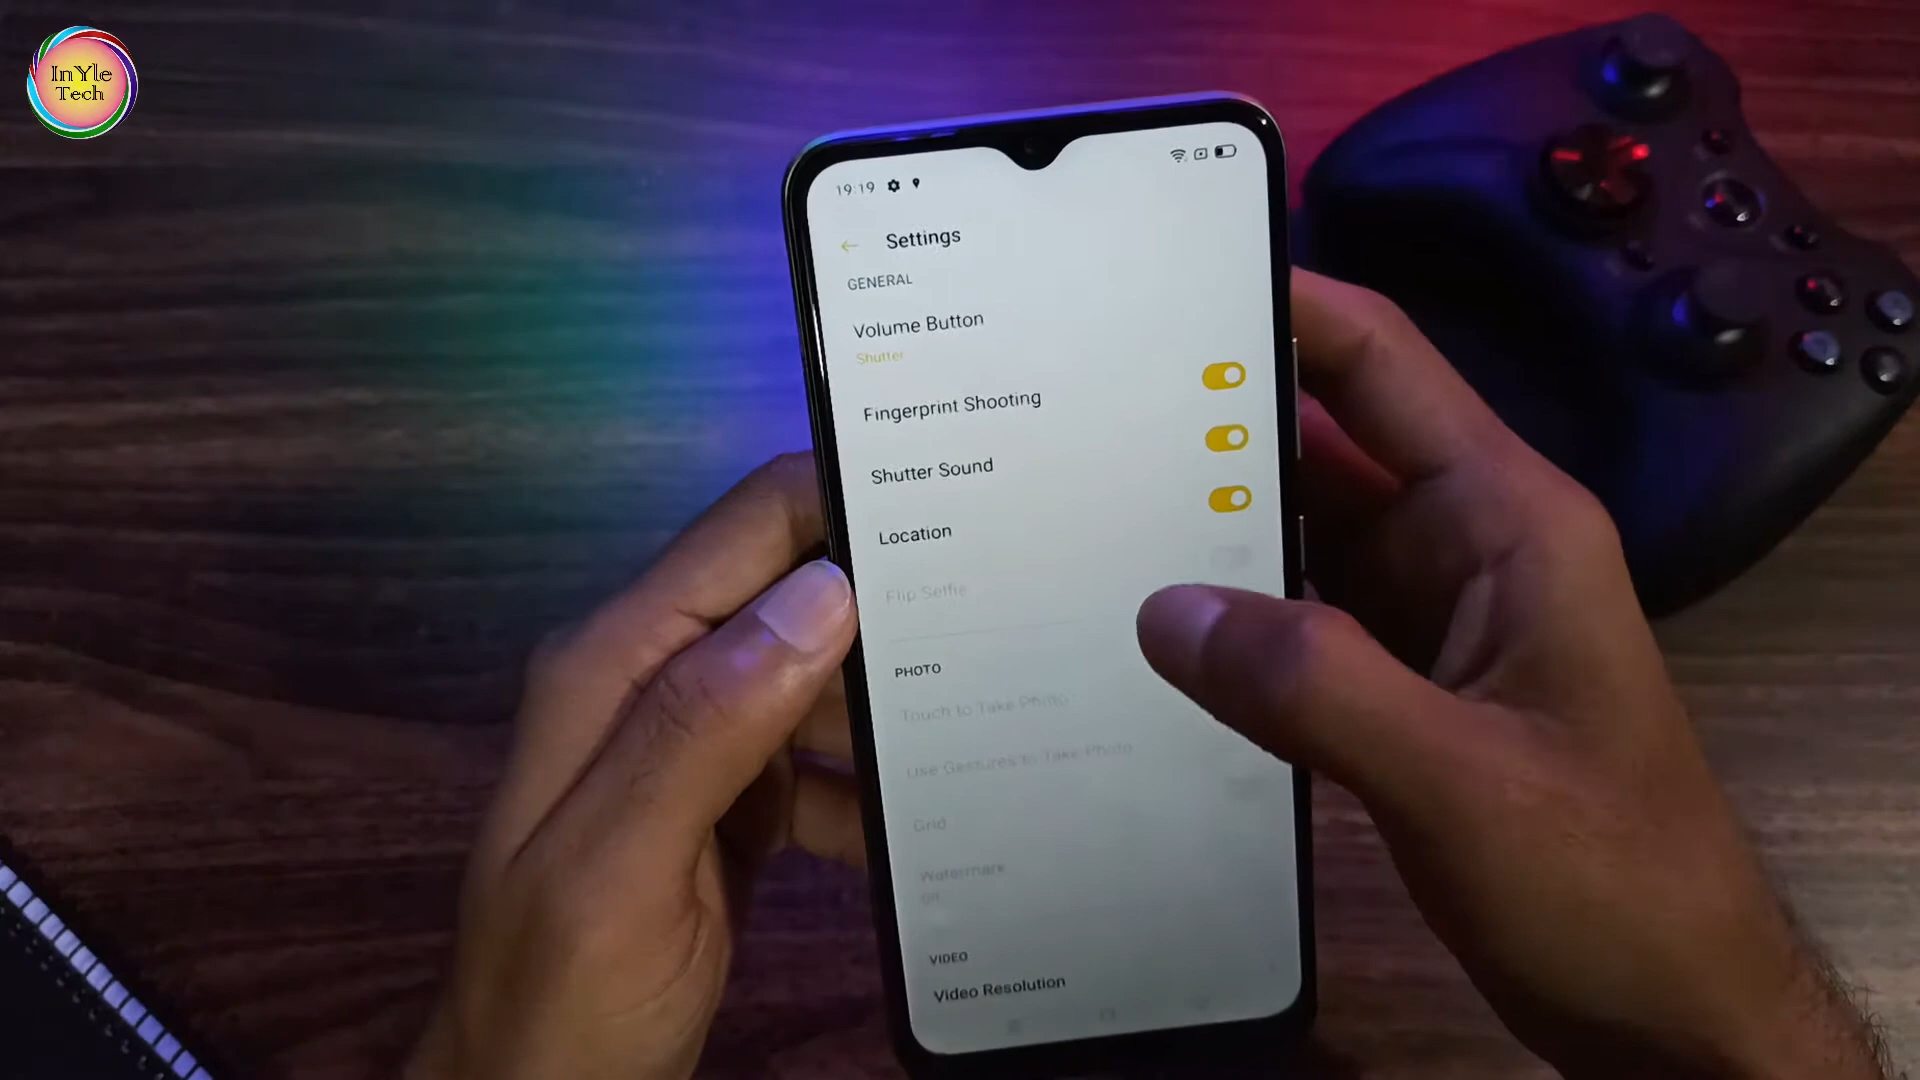 InYle
Tech
19:19
Settings
GENERAL
Volume Button
Shutter
Fingerprint Shooting
Shutter Sound
Location
Flip Selfie
PHOTO
Touch to Take Photo
Use Gestures to Take Photo
Grid
Watermark
On
VIDEO
Video Resolution